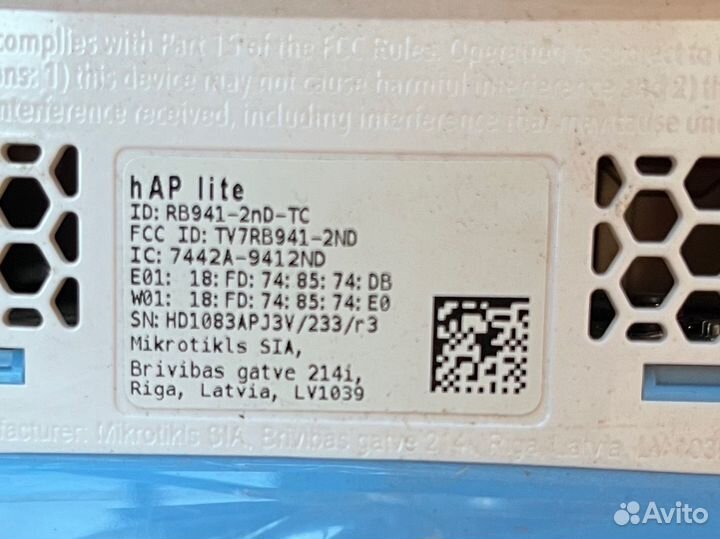 complies with Part 15 of the FCC Rules. Operation is subject to
ons: 1) this device may not cause harmful interference and 2) th
interference received, including interference that may cause un
hAP lite
ID: RB941-2nD-TC
FCC ID: TV7RB941-2ND
IC: 7442A-9412ND
E01: 18:FD:74:85:74:DB
W01: 18:FD:74:85:74:E0
SN: HD1083APJ3V/233/r3
Mikrotikls SIA,
Brivibas gatve 214i,
Riga, Latvia, LV1039
facturer: Mikrotikls SIA, Brivibas gatve 214i, Riga, Latvia, LV1039
Avito